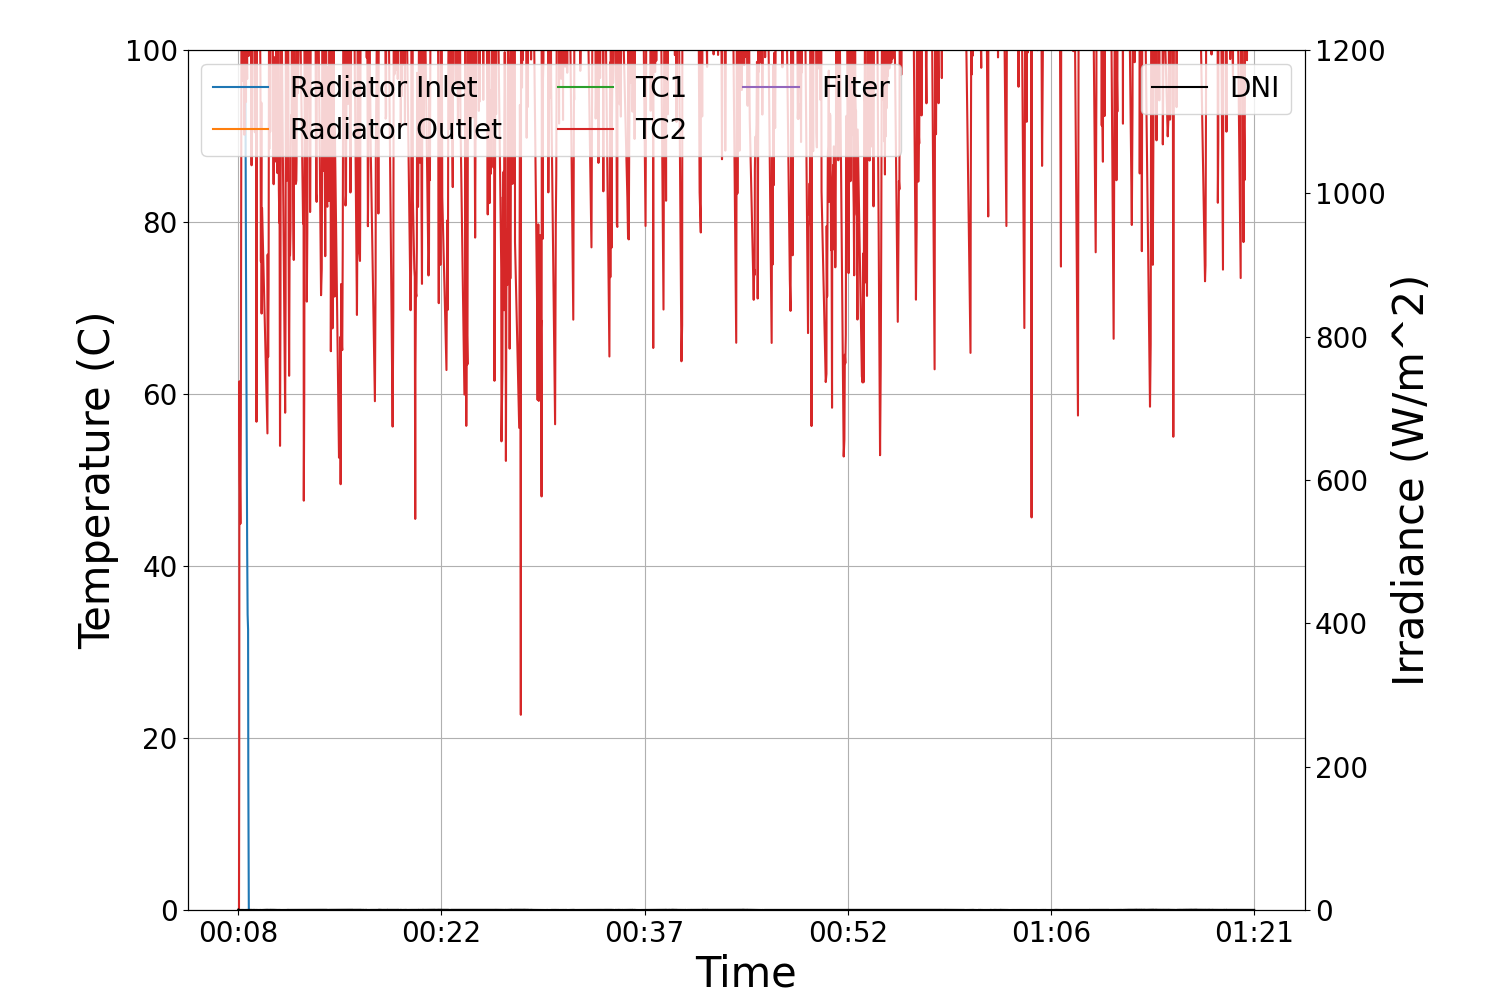 100
80
60
40
20
0
Temperature (C)
Radiator Inlet
Radiator Outlet
TC1
TC2
Filter
DNI
1200
1000
800
600
400
200
0
Irradiance (W/m^2)
00:08 00:22 00:37 00:52 01:06 01:21
Time